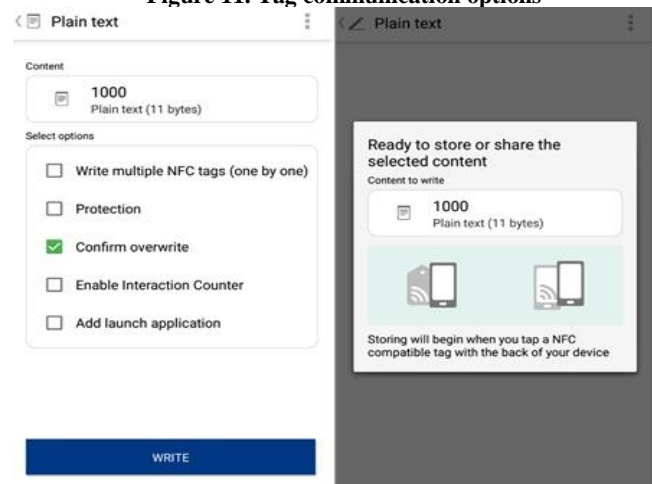 Figure 11: Tag communication options
Plain text
Content
1000
Plain text (11 bytes)
Select options
Write multiple NFC tags (one by one)
Protection
Confirm overwrite
Enable Interaction Counter
Add launch application
WRITE
Plain text
Ready to store or share the
selected content
Content to write
1000
Plain text (11 bytes)
Storing will begin when you tap a NFC
compatible tag with the back of your device